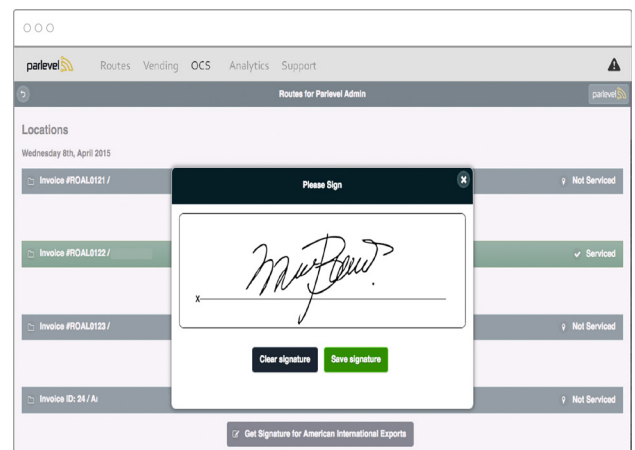 parlevel Routes Vending OCS Analytics Support
Routes for Parlevel Admin parlevel
Locations
Wednesday 8th, April 2015
Invoice #ROAL0121 / Not Serviced
Please Sign
Invoice #ROAL0122 / Serviced
x
Invoice #ROAL0123 / Not Serviced
Clear signature Save signature
Invoice ID: 24 / Not Serviced
Get Signature for American International Exports